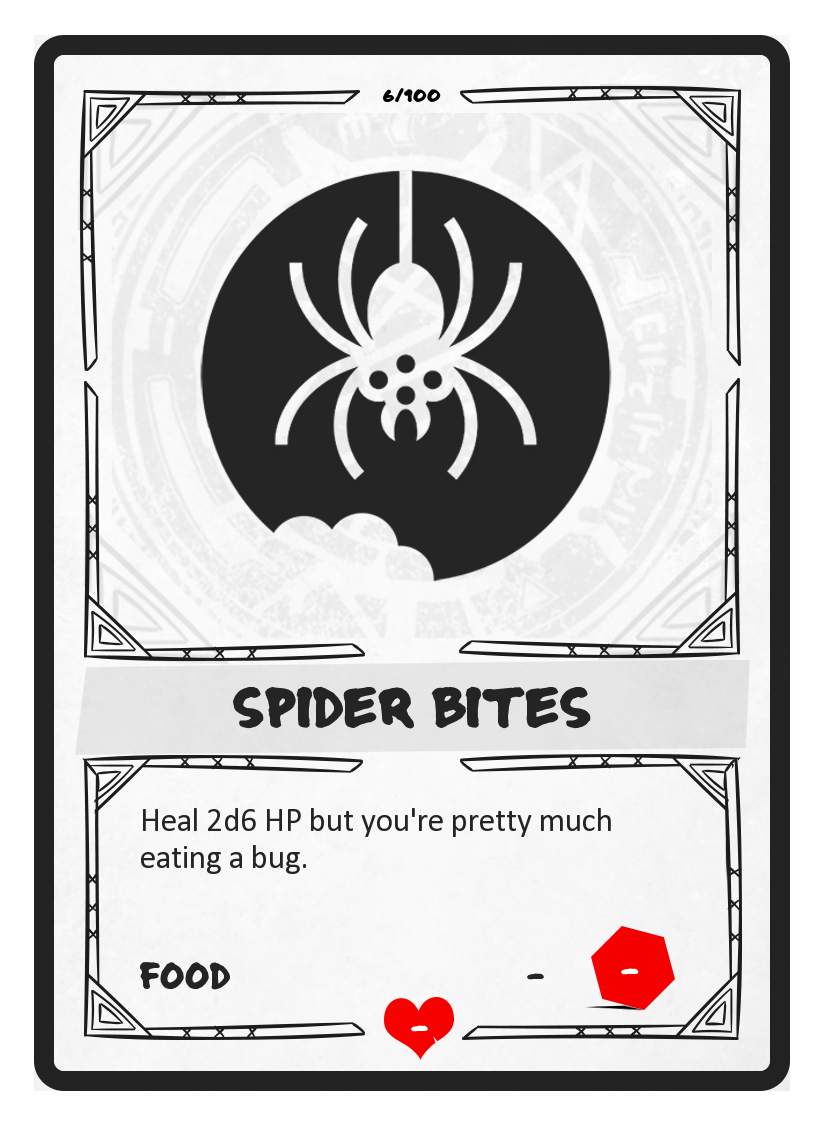 6/100
SPIDER BITES
Heal 2d6 HP but you're pretty much
eating a bug.
FOOD
-
-
-